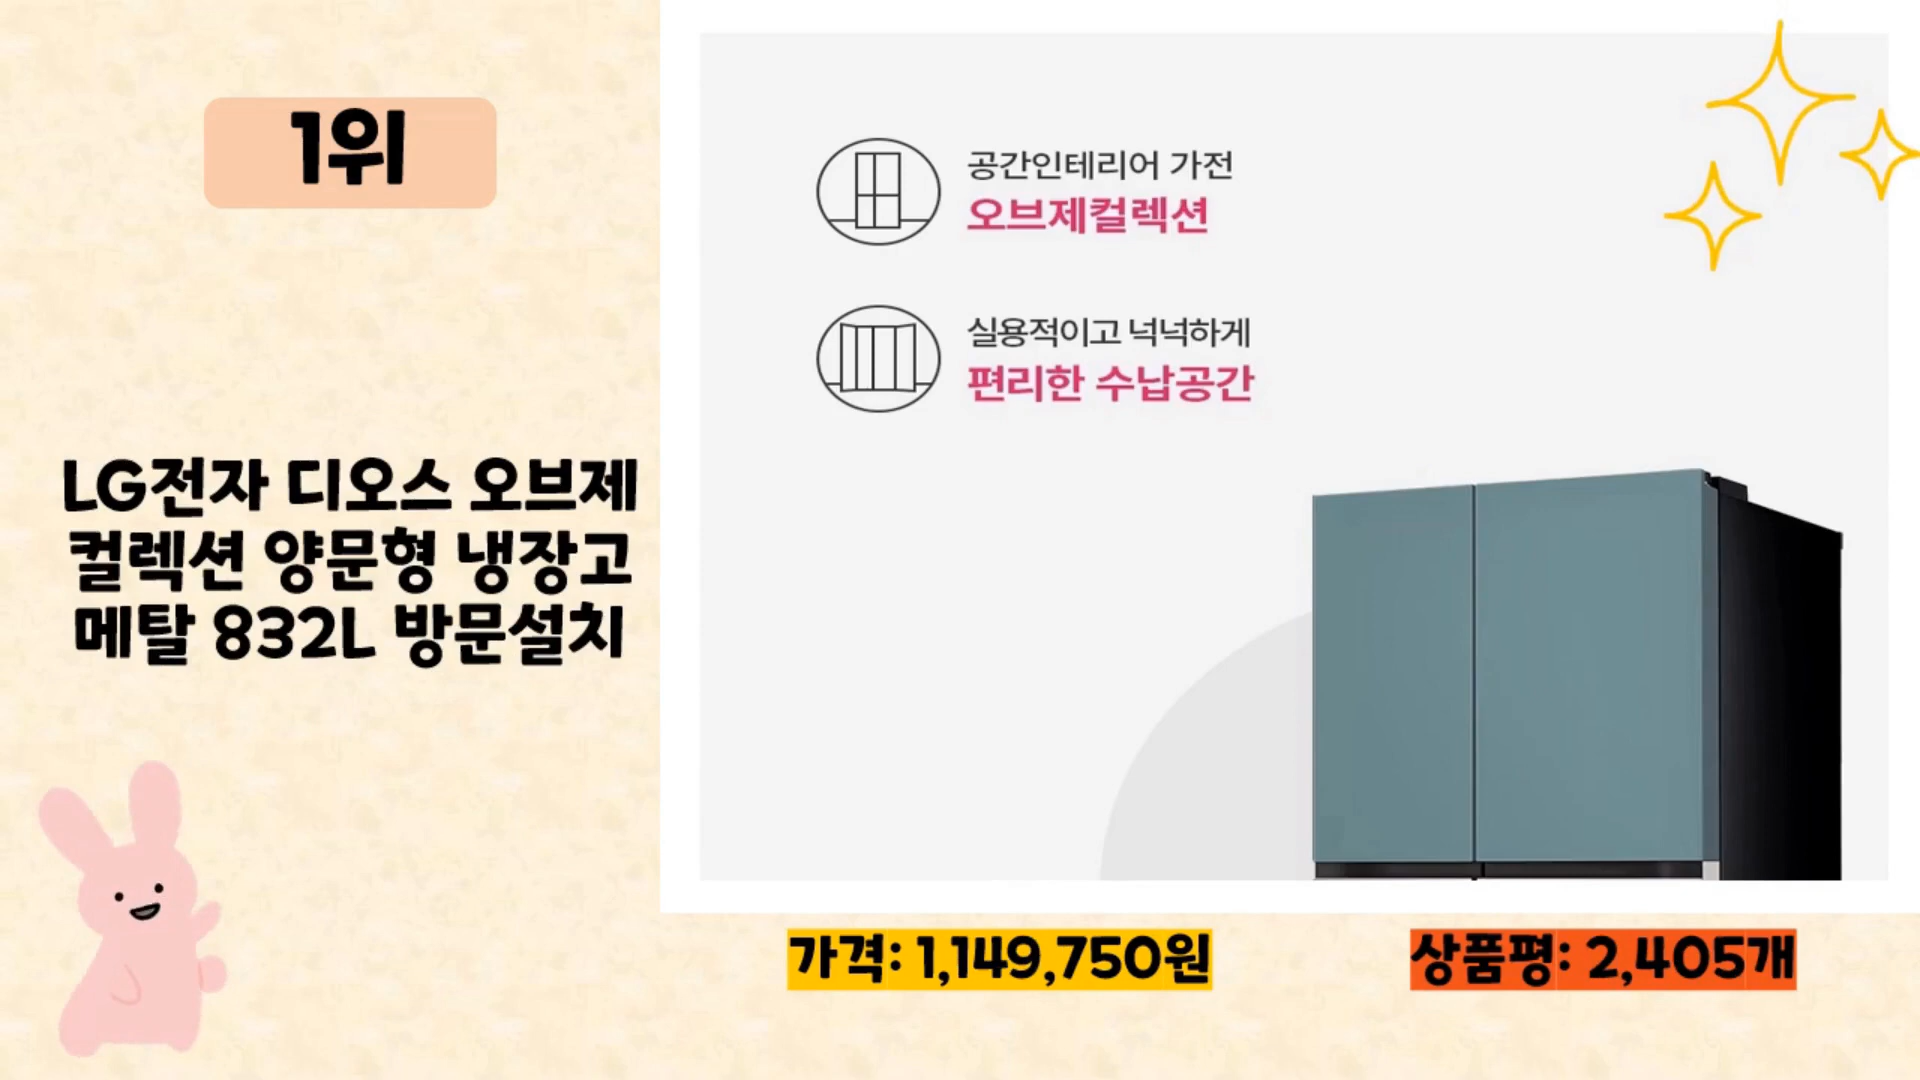 1위
LG전자 디오스 오브제
컬렉션 양문형 냉장고
메탈 832L 방문설치
공간인테리어 가전
오브제컬렉션
실용적이고 넉넉하게
편리한 수납공간
가격: 1,149,750원
상품평: 2,405개